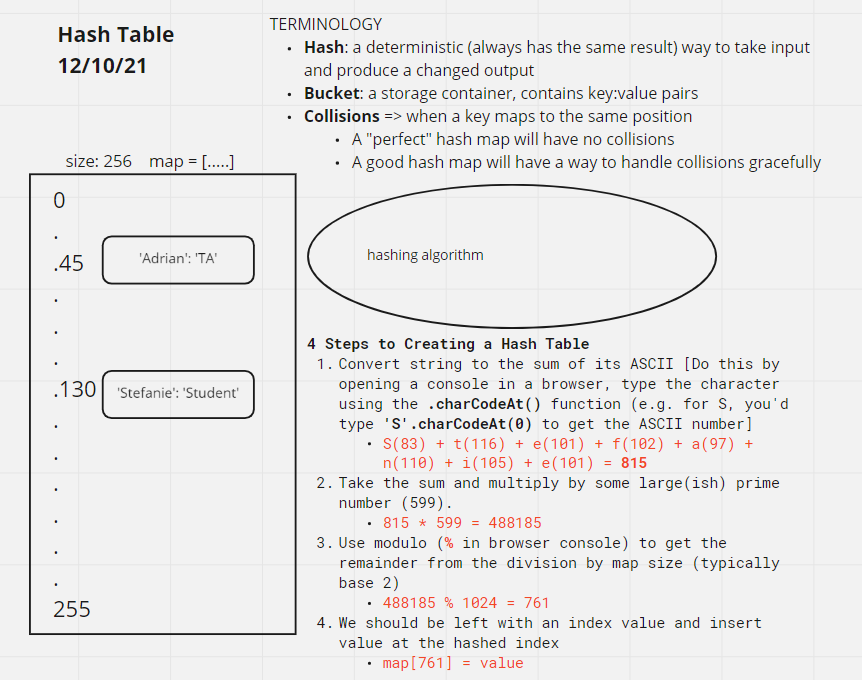 Hash Table
12/10/21
TERMINOLOGY
• Hash: a deterministic (always has the same result) way to take input
and produce a changed output
• Bucket: a storage container, contains key:value pairs
• Collisions => when a key maps to the same position
• A "perfect" hash map will have no collisions
• A good hash map will have a way to handle collisions gracefully
size: 256 map = [.....]
0
.
.45
'Adrian': 'TA'
.
.
.
.130
'Stefanie': 'Student'
.
.
.
.
.
.
255
hashing algorithm
4 Steps to Creating a Hash Table
1. Convert string to the sum of its ASCII [Do this by
opening a console in a browser, type the character
using the .charCodeAt() function (e.g. for S, you'd
type 'S'.charCodeAt(0) to get the ASCII number]
• S(83) + t(116) + e(101) + f(102) + a(97) +
n(110) + i(105) + e(101) = 815
2. Take the sum and multiply by some large(ish) prime
number (599).
• 815 * 599 = 488185
3. Use modulo (% in browser console) to get the
remainder from the division by map size (typically
base 2)
• 488185 % 1024 = 761
4. We should be left with an index value and insert
value at the hashed index
• map[761] = value